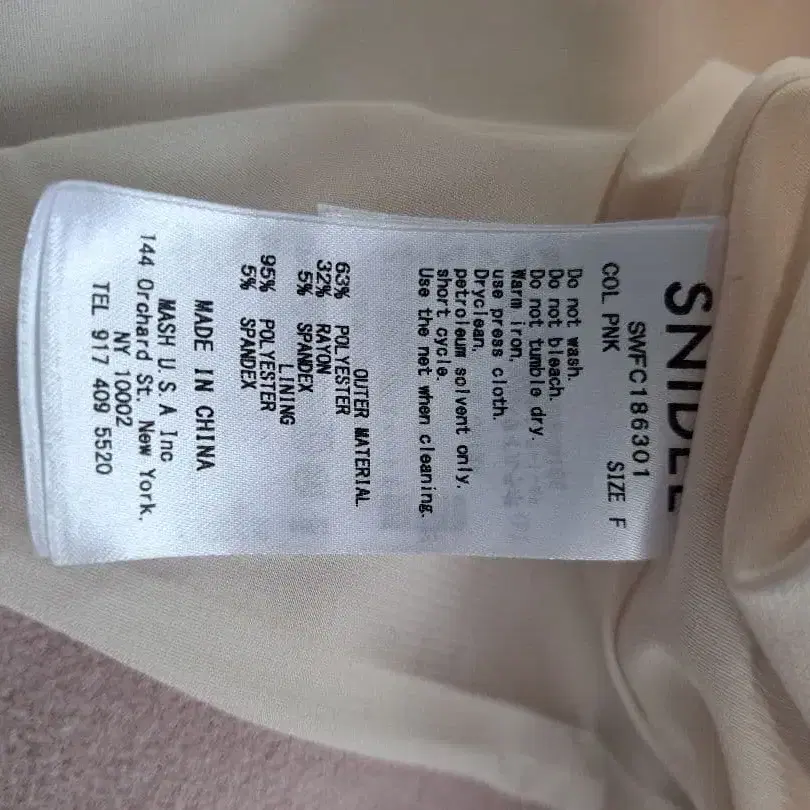 SNIDEL
SWFC186301
COL PNK SIZE F
Do not wash.
Do not bleach.
Do not tumble dry.
Warm iron.
use press cloth.
Dryclean.
petroleum solvent only.
short cycle.
Use the net when cleaning.
OUTER MATERIAL
63% POLYESTER
32% RAYON
5% SPANDEX
LINING
95% POLYESTER
5% SPANDEX
MADE IN CHINA
MASH U.S.A Inc
144 Orchard St. New York,
NY 10002
TEL 917 409 5520